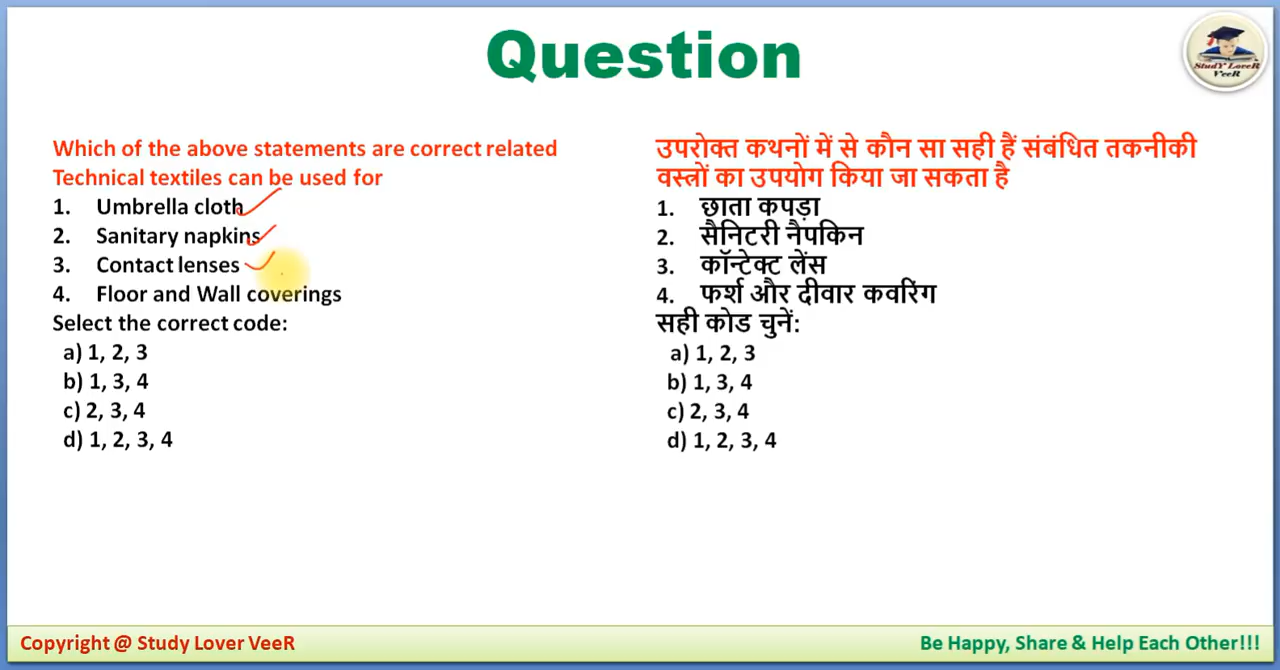 Question
StudY LoveR
VeeR
Which of the above statements are correct related
Technical textiles can be used for
1. Umbrella cloth
2. Sanitary napkins
3. Contact lenses
4. Floor and Wall coverings
Select the correct code:
a) 1, 2, 3
b) 1, 3, 4
c) 2, 3, 4
d) 1, 2, 3, 4
उपरोक्त कथनों में से कौन सा सही हैं संबंधित तकनीकी
वस्त्रों का उपयोग किया जा सकता है
1. छाता कपड़ा
2. सैनिटरी नैपकिन
3. कॉन्टेक्ट लेंस
4. फर्श और दीवार कवरिंग
सही कोड चुनें:
a) 1, 2, 3
b) 1, 3, 4
c) 2, 3, 4
d) 1, 2, 3, 4
Copyright @ Study Lover VeeR
Be Happy, Share & Help Each Other!!!